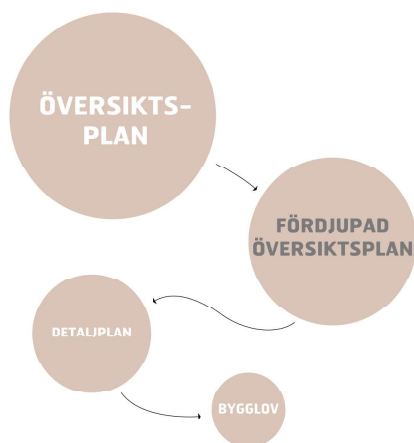 ÖVERSIKTS-
PLAN
FÖRDJUPAD
ÖVERSIKTSPLAN
DETALJPLAN
BYGGLOV